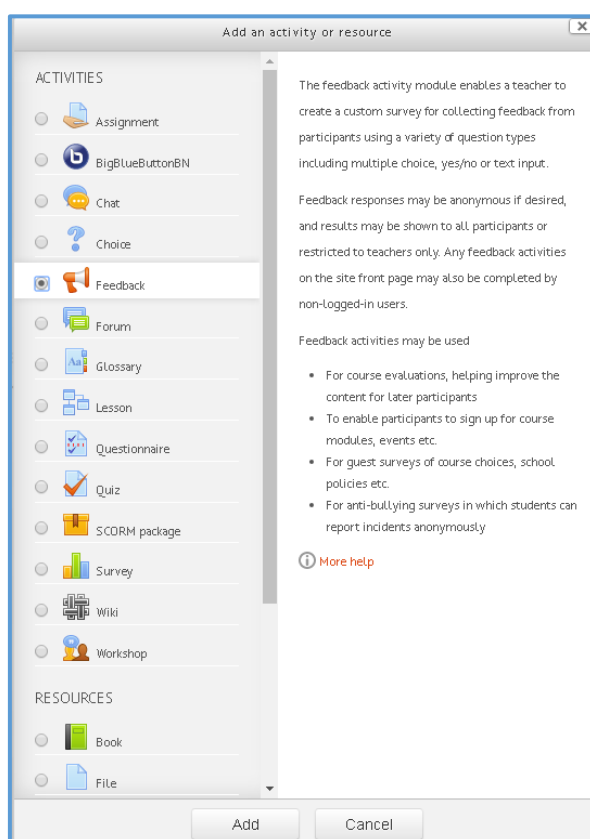 Add an activity or resource
ACTIVITIES
Assignment
BigBlueButtonBN
Chat
Choice
Feedback
Forum
Glossary
Lesson
Questionnaire
Quiz
SCORM package
Survey
Wiki
Workshop
RESOURCES
Book
File
The feedback activity module enables a teacher to
create a custom survey for collecting feedback from
participants using a variety of question types
including multiple choice, yes/no or text input.
Feedback responses may be anonymous if desired,
and results may be shown to all participants or
restricted to teachers only. Any feedback activities
on the site front page may also be completed by
non-logged-in users.
Feedback activities may be used
• For course evaluations, helping improve the
content for later participants
• To enable participants to sign up for course
modules, events etc.
• For guest surveys of course choices, school
policies etc.
• For anti-bullying surveys in which students can
report incidents anonymously
More help
Add
Cancel